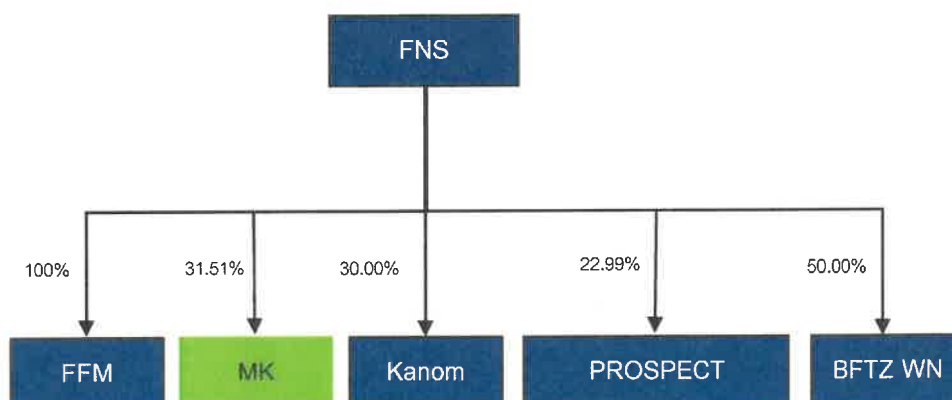 FNS
100%
31.51%
30.00%
22.99%
50.00%
FFM
MK
Kanom
PROSPECT
BFTZ WN